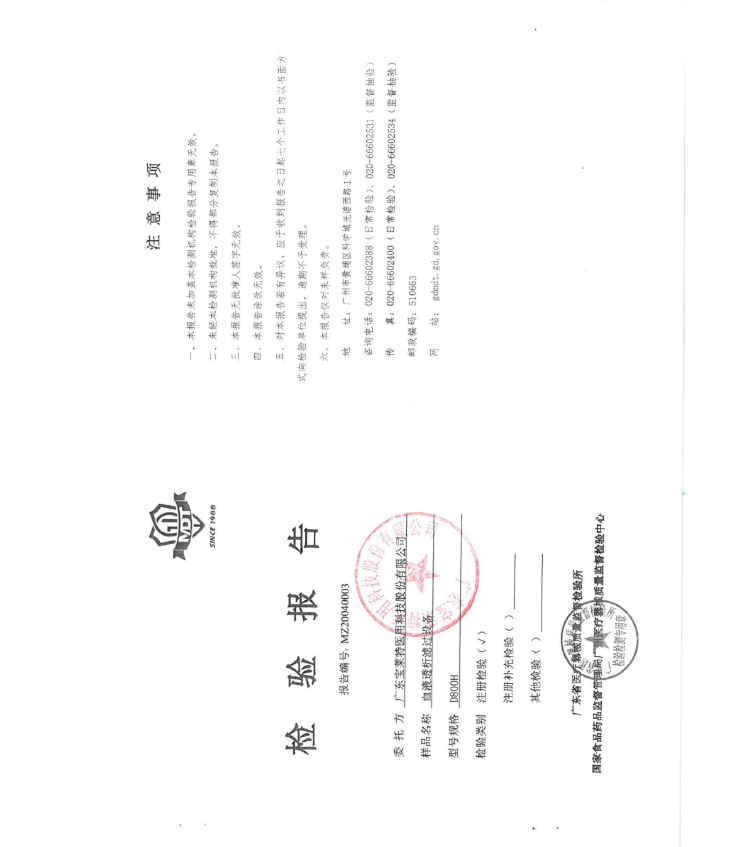 GD
MDT
SINCE 1988
检验报告
报告编号: MZ20040003
委托方 广东宝莱特医用科技股份有限公司
样品名称 血液透析滤过设备
型号规格 D800H
检验类别 注册检验（√）
注册补充检验（ ）
其他检验（ ）
广东省医疗器械质量监督检验所
国家食品药品监督管理局广州医疗器械质量监督检验中心
检验检测专用章
注意事项
一、本报告未加盖本检测机构检验报告专用章无效。
二、未经本检测机构批准，不得部分复制本报告。
三、本报告无批准人签字无效。
四、本报告涂改无效。
五、对本报告若有异议，应于收到报告之日起七个工作日内以书面方
式向检验单位提出，逾期不予受理。
六、本报告仅对来样负责。
地 址: 广州市黄埔区科学城光谱西路1号
咨询电话: 020-66602388（日常检验）、020-66602531（监督抽验）
传 真: 020-66602400（日常检验）、020-66602534（监督抽验）
邮政编码: 510663
网 站: gdmdt.gd.gov.cn